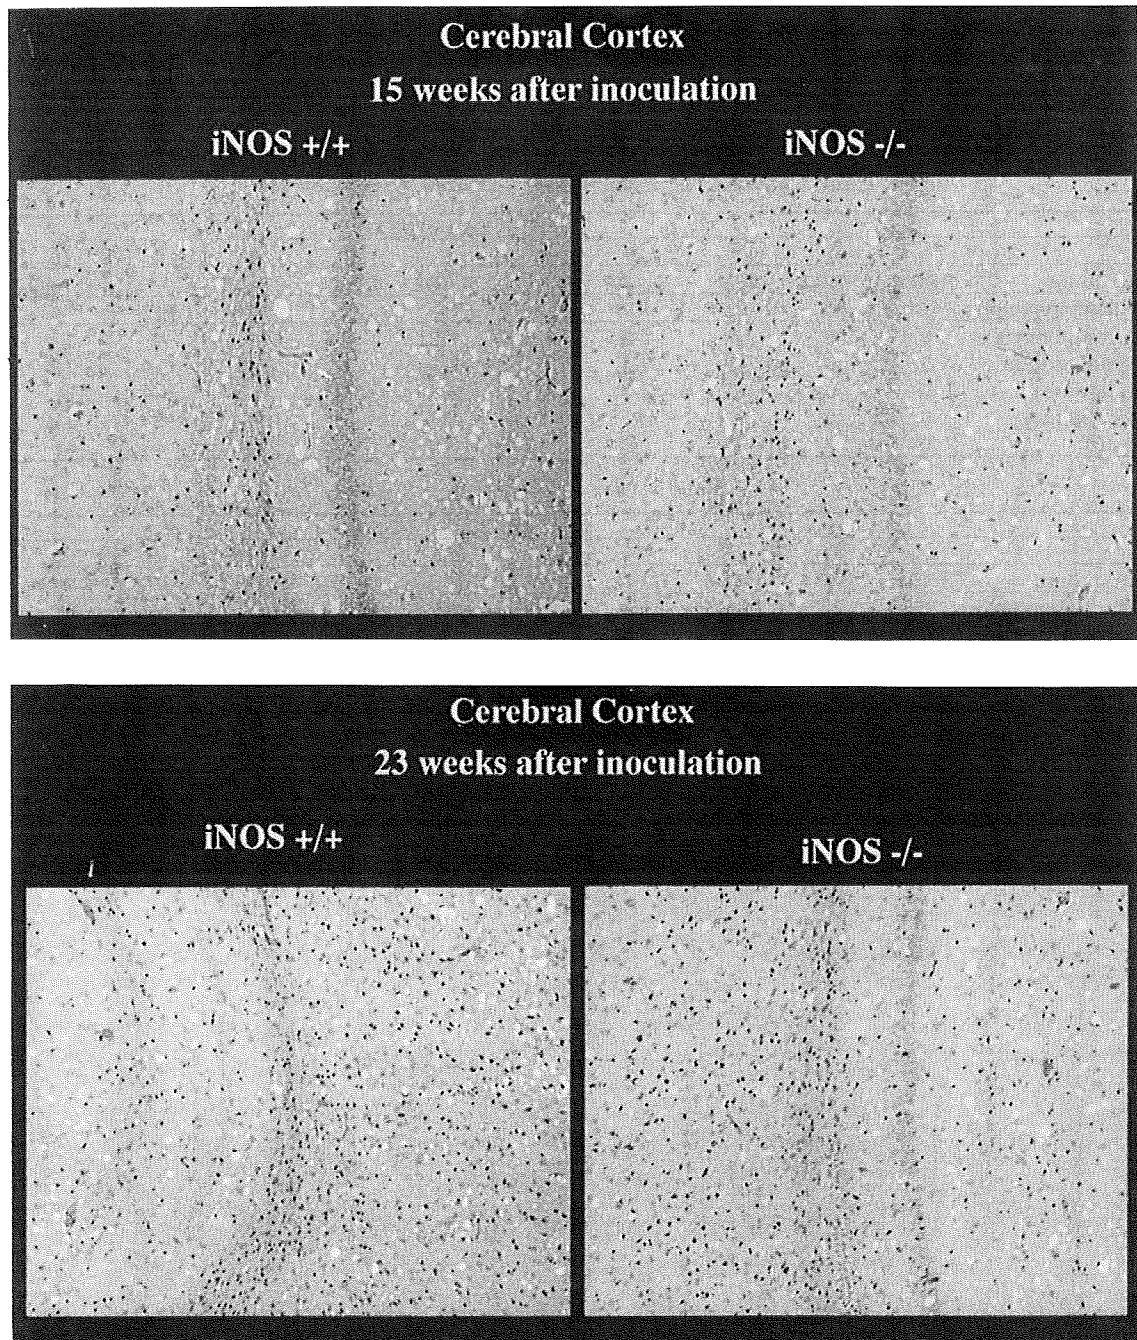 Cerebral Cortex
15 weeks after inoculation
iNOS +/+
iNOS -/-
Cerebral Cortex
23 weeks after inoculation
iNOS +/+
iNOS -/-